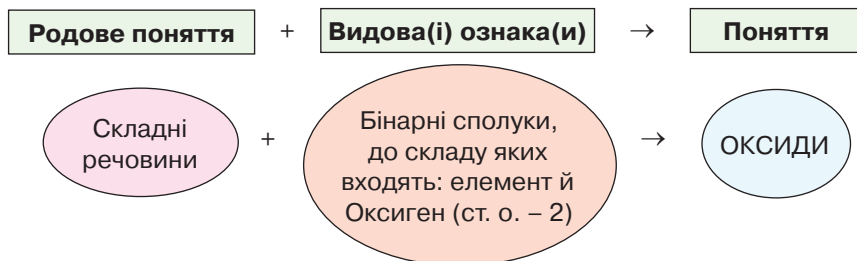 Родове поняття + Видова(і) ознака(и) → Поняття
Складні
речовини
+
Бінарні сполуки,
до складу яких
входять: елемент й
Оксиген (ст. о. – 2)
→
ОКСИДИ